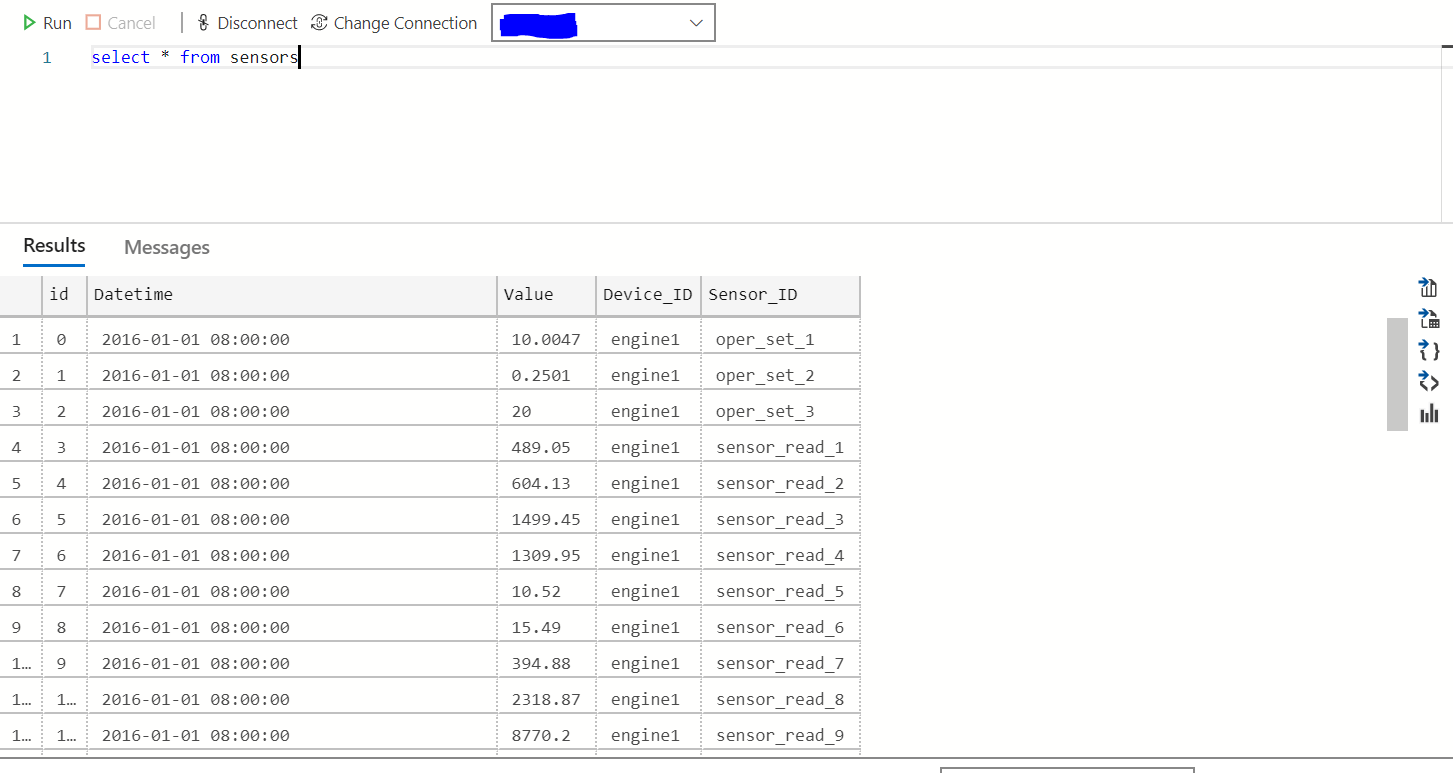 Run Cancel Disconnect Change Connection
1 select * from sensors
Results Messages
id Datetime Value Device_ID Sensor_ID
1 0 2016-01-01 08:00:00 10.0047 engine1 oper_set_1
2 1 2016-01-01 08:00:00 0.2501 engine1 oper_set_2
3 2 2016-01-01 08:00:00 20 engine1 oper_set_3
4 3 2016-01-01 08:00:00 489.05 engine1 sensor_read_1
5 4 2016-01-01 08:00:00 604.13 engine1 sensor_read_2
6 5 2016-01-01 08:00:00 1499.45 engine1 sensor_read_3
7 6 2016-01-01 08:00:00 1309.95 engine1 sensor_read_4
8 7 2016-01-01 08:00:00 10.52 engine1 sensor_read_5
9 8 2016-01-01 08:00:00 15.49 engine1 sensor_read_6
1… 9 2016-01-01 08:00:00 394.88 engine1 sensor_read_7
1… 1… 2016-01-01 08:00:00 2318.87 engine1 sensor_read_8
1… 1… 2016-01-01 08:00:00 8770.2 engine1 sensor_read_9